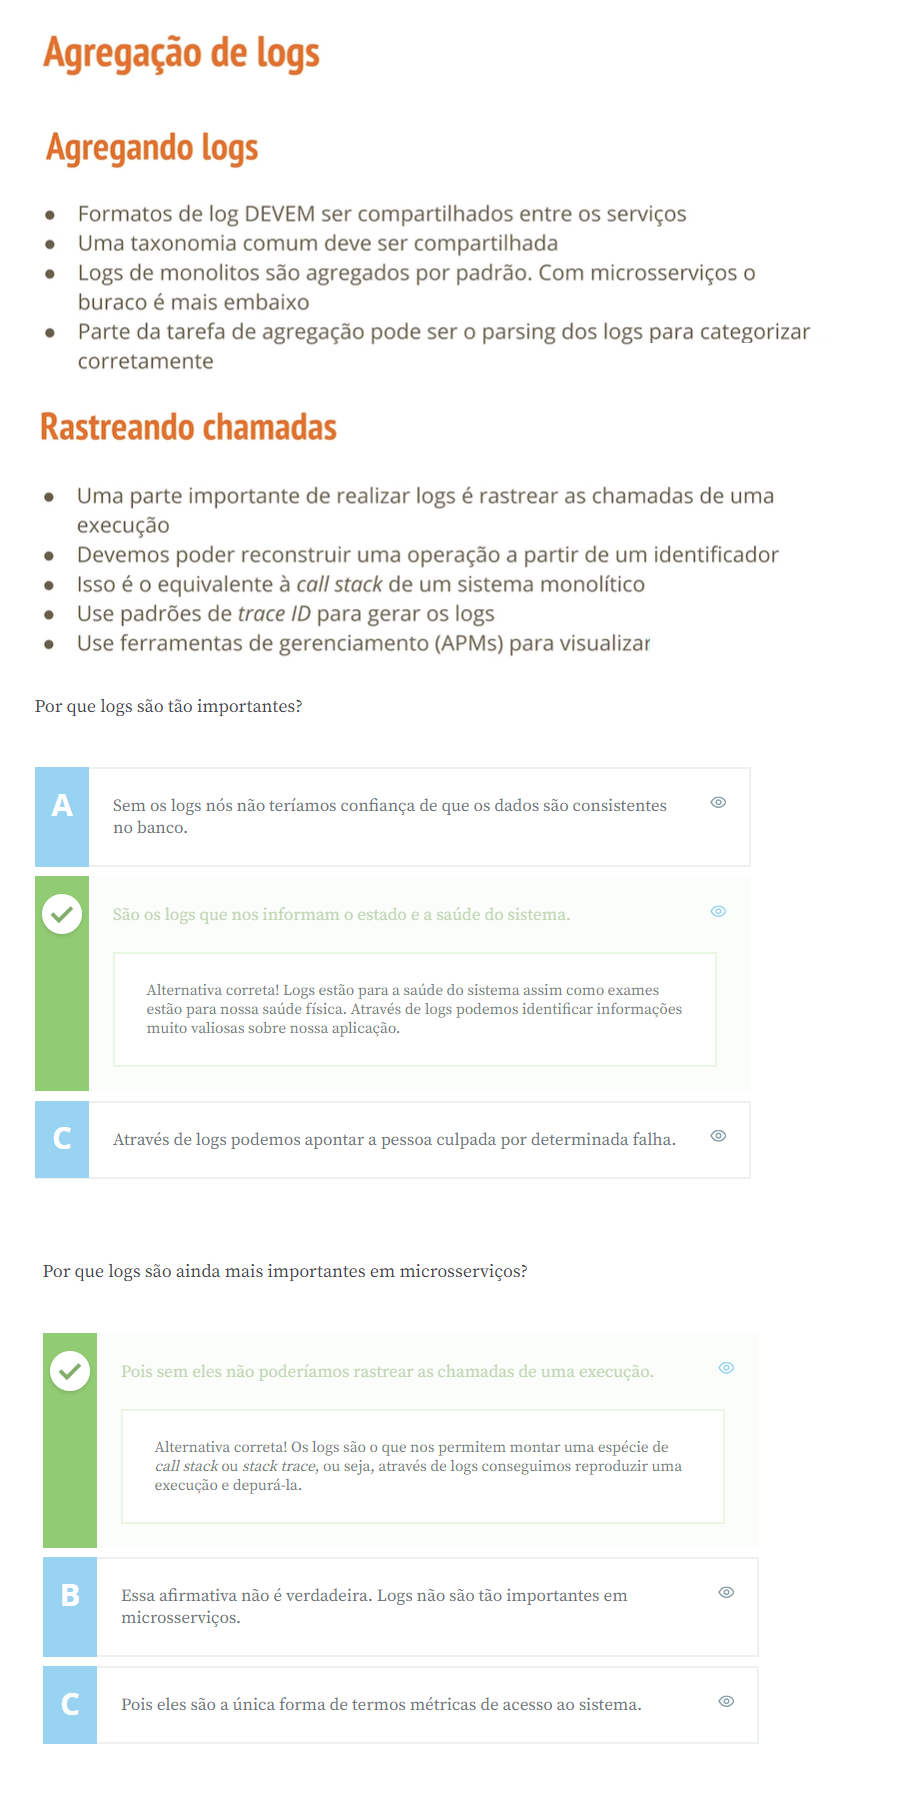 Agregação de logs
Agregando logs
● Formatos de log DEVEM ser compartilhados entre os serviços
● Uma taxonomia comum deve ser compartilhada
● Logs de monolitos são agregados por padrão. Com microsserviços o
buraco é mais embaixo
● Parte da tarefa de agregação pode ser o parsing dos logs para categorizar
corretamente
Rastreando chamadas
● Uma parte importante de realizar logs é rastrear as chamadas de uma
execução
● Devemos poder reconstruir uma operação a partir de um identificador
● Isso é o equivalente à call stack de um sistema monolítico
● Use padrões de trace ID para gerar os logs
● Use ferramentas de gerenciamento (APMs) para visualizar
Por que logs são tão importantes?
A
Sem os logs nós não teríamos confiança de que os dados são consistentes
no banco.
São os logs que nos informam o estado e a saúde do sistema.
Alternativa correta! Logs estão para a saúde do sistema assim como exames
estão para nossa saúde física. Através de logs podemos identificar informações
muito valiosas sobre nossa aplicação.
C
Através de logs podemos apontar a pessoa culpada por determinada falha.
Por que logs são ainda mais importantes em microsserviços?
Pois sem eles não poderíamos rastrear as chamadas de uma execução.
Alternativa correta! Os logs são o que nos permitem montar uma espécie de
call stack ou stack trace, ou seja, através de logs conseguimos reproduzir uma
execução e depurá-la.
B
Essa afirmativa não é verdadeira. Logs não são tão importantes em
microsserviços.
C
Pois eles são a única forma de termos métricas de acesso ao sistema.